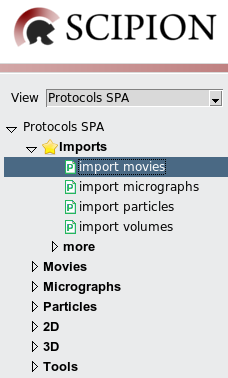 SCIPION
View Protocols SPA
Protocols SPA
Imports
import movies
import micrographs
import particles
import volumes
more
Movies
Micrographs
Particles
2D
3D
Tools